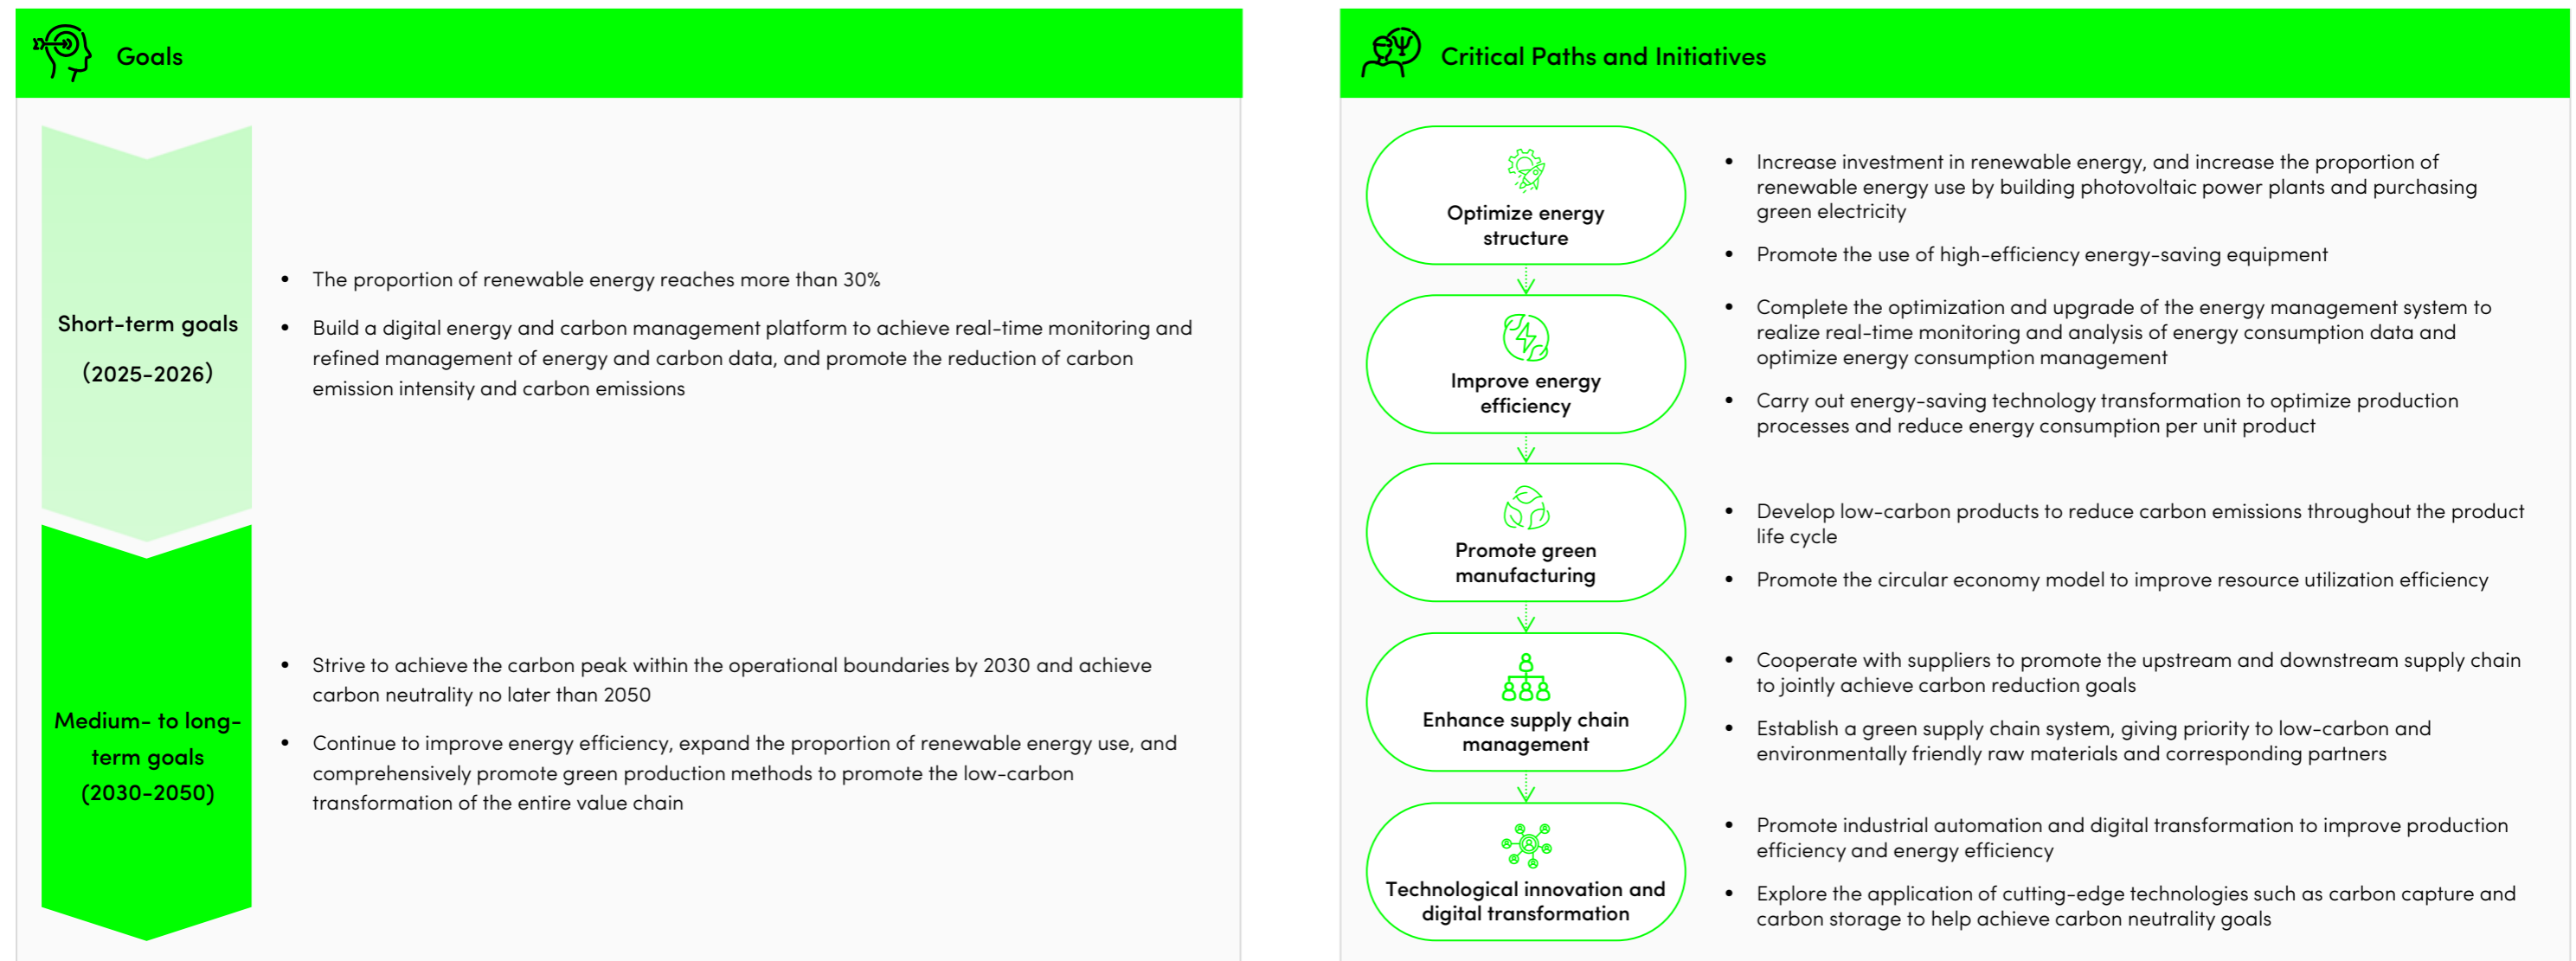 Goals
Short-term goals
(2025-2026)
• The proportion of renewable energy reaches more than 30%
• Build a digital energy and carbon management platform to achieve real-time monitoring and
refined management of energy and carbon data, and promote the reduction of carbon
emission intensity and carbon emissions
Medium- to long-
term goals
(2030-2050)
• Strive to achieve the carbon peak within the operational boundaries by 2030 and achieve
carbon neutrality no later than 2050
• Continue to improve energy efficiency, expand the proportion of renewable energy use, and
comprehensively promote green production methods to promote the low-carbon
transformation of the entire value chain
Critical Paths and Initiatives
Optimize energy
structure
• Increase investment in renewable energy, and increase the proportion of
renewable energy use by building photovoltaic power plants and purchasing
green electricity
• Promote the use of high-efficiency energy-saving equipment
Improve energy
efficiency
• Complete the optimization and upgrade of the energy management system to
realize real-time monitoring and analysis of energy consumption data and
optimize energy consumption management
• Carry out energy-saving technology transformation to optimize production
processes and reduce energy consumption per unit product
Promote green
manufacturing
• Develop low-carbon products to reduce carbon emissions throughout the product
life cycle
• Promote the circular economy model to improve resource utilization efficiency
Enhance supply chain
management
• Cooperate with suppliers to promote the upstream and downstream supply chain
to jointly achieve carbon reduction goals
• Establish a green supply chain system, giving priority to low-carbon and
environmentally friendly raw materials and corresponding partners
Technological innovation and
digital transformation
• Promote industrial automation and digital transformation to improve production
efficiency and energy efficiency
• Explore the application of cutting-edge technologies such as carbon capture and
carbon storage to help achieve carbon neutrality goals